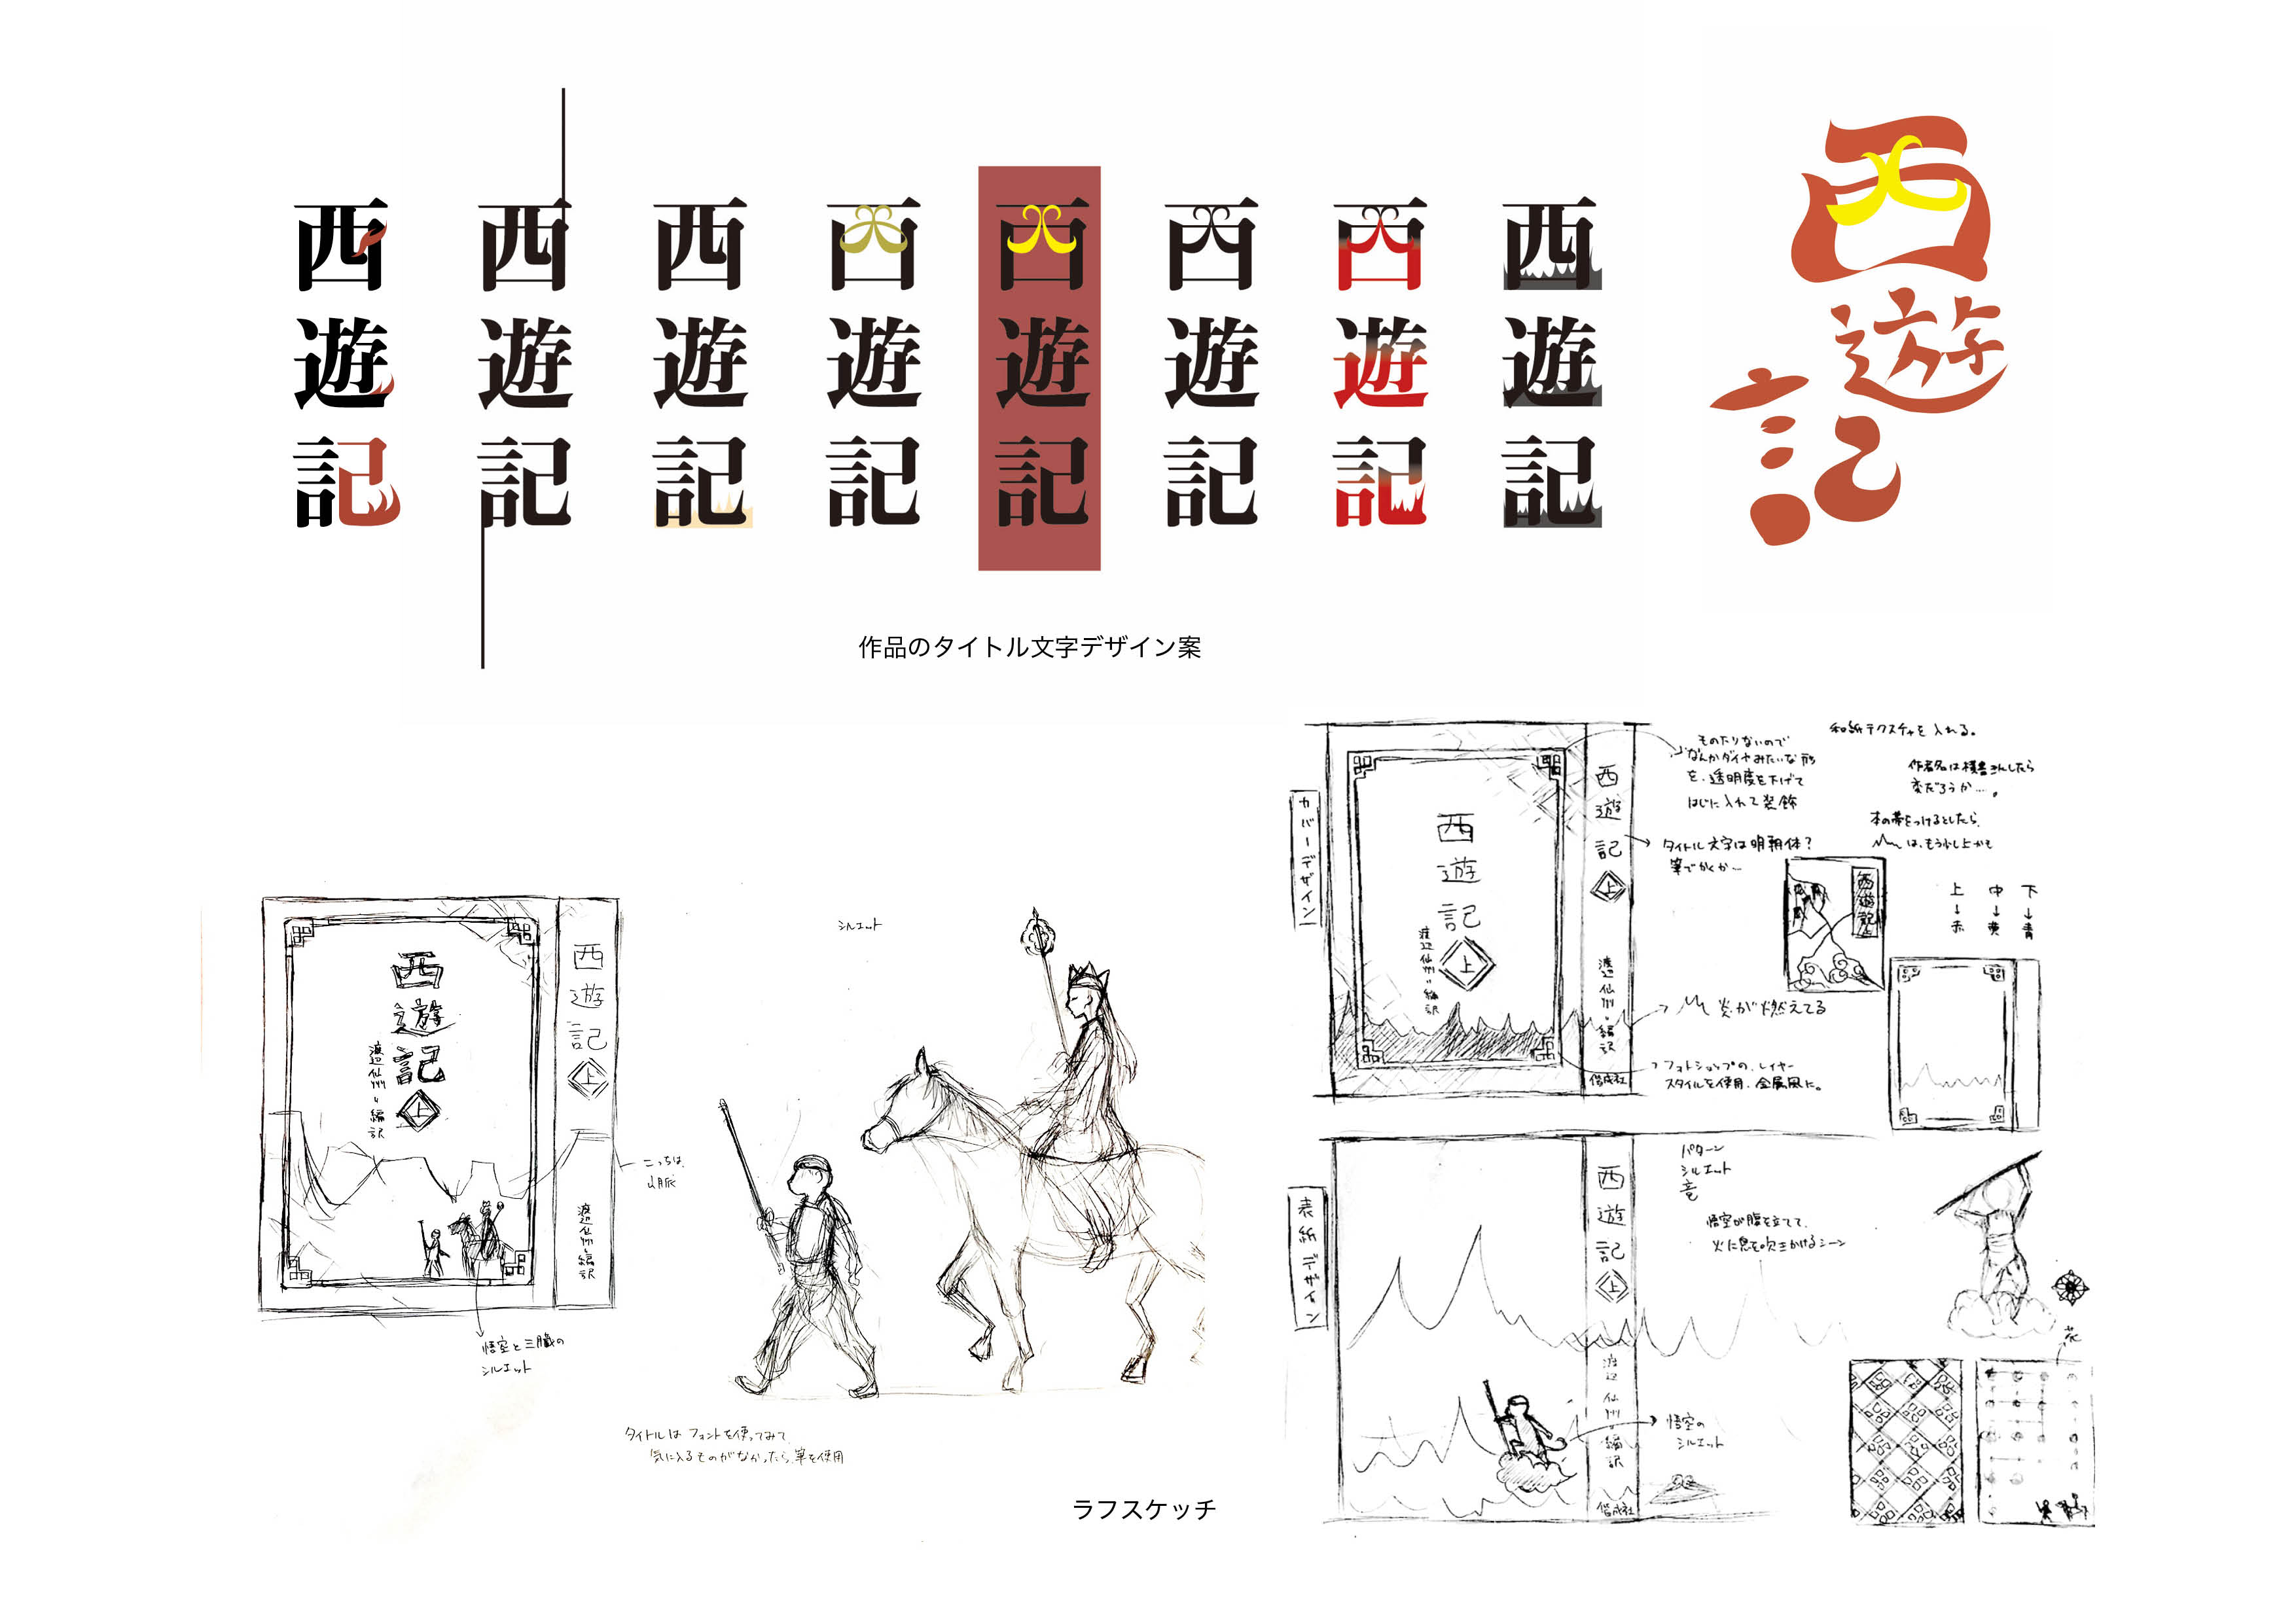 西遊記
西遊記
西遊記
西遊記
西遊記
西遊記
西遊記
西遊記
西遊記
作品のタイトル文字デザイン案
西遊記 上
渡辺仙州=編訳
西遊記 上
渡辺仙州=編訳
こっちは、
山脈
悟空と三蔵の
シルエット
シルエット
タイトルは フォントを使ってみて、
気に入るものがなかったら、筆を使用
ラフスケッチ
カバーデザイン
西遊記 上
渡辺仙州=編訳
西遊記 上
渡辺仙州=編訳
偕成社
ものたりないので
なんかダイヤみたいな形
を、透明度を下げて
はじに入れて装飾
和紙テクスチャを入れる。
作者名は横書きんしたら
変だろうか…。
本の帯をつけるとしたら、
は、もう少し上かも
タイトル文字は明朝体?
筆でかくか…
西遊記 上
上→赤
中→黄
下→青
炎が燃えてる
フォトショップの、レイヤー
スタイルを使用、金属風に。
表紙デザイン
西遊記 上
渡辺仙州=編訳
偕成社
パターン
シルエット
竜
悟空が腹を立てて、
火に息を吹きかけるシーン
悟空の
シルエット
花